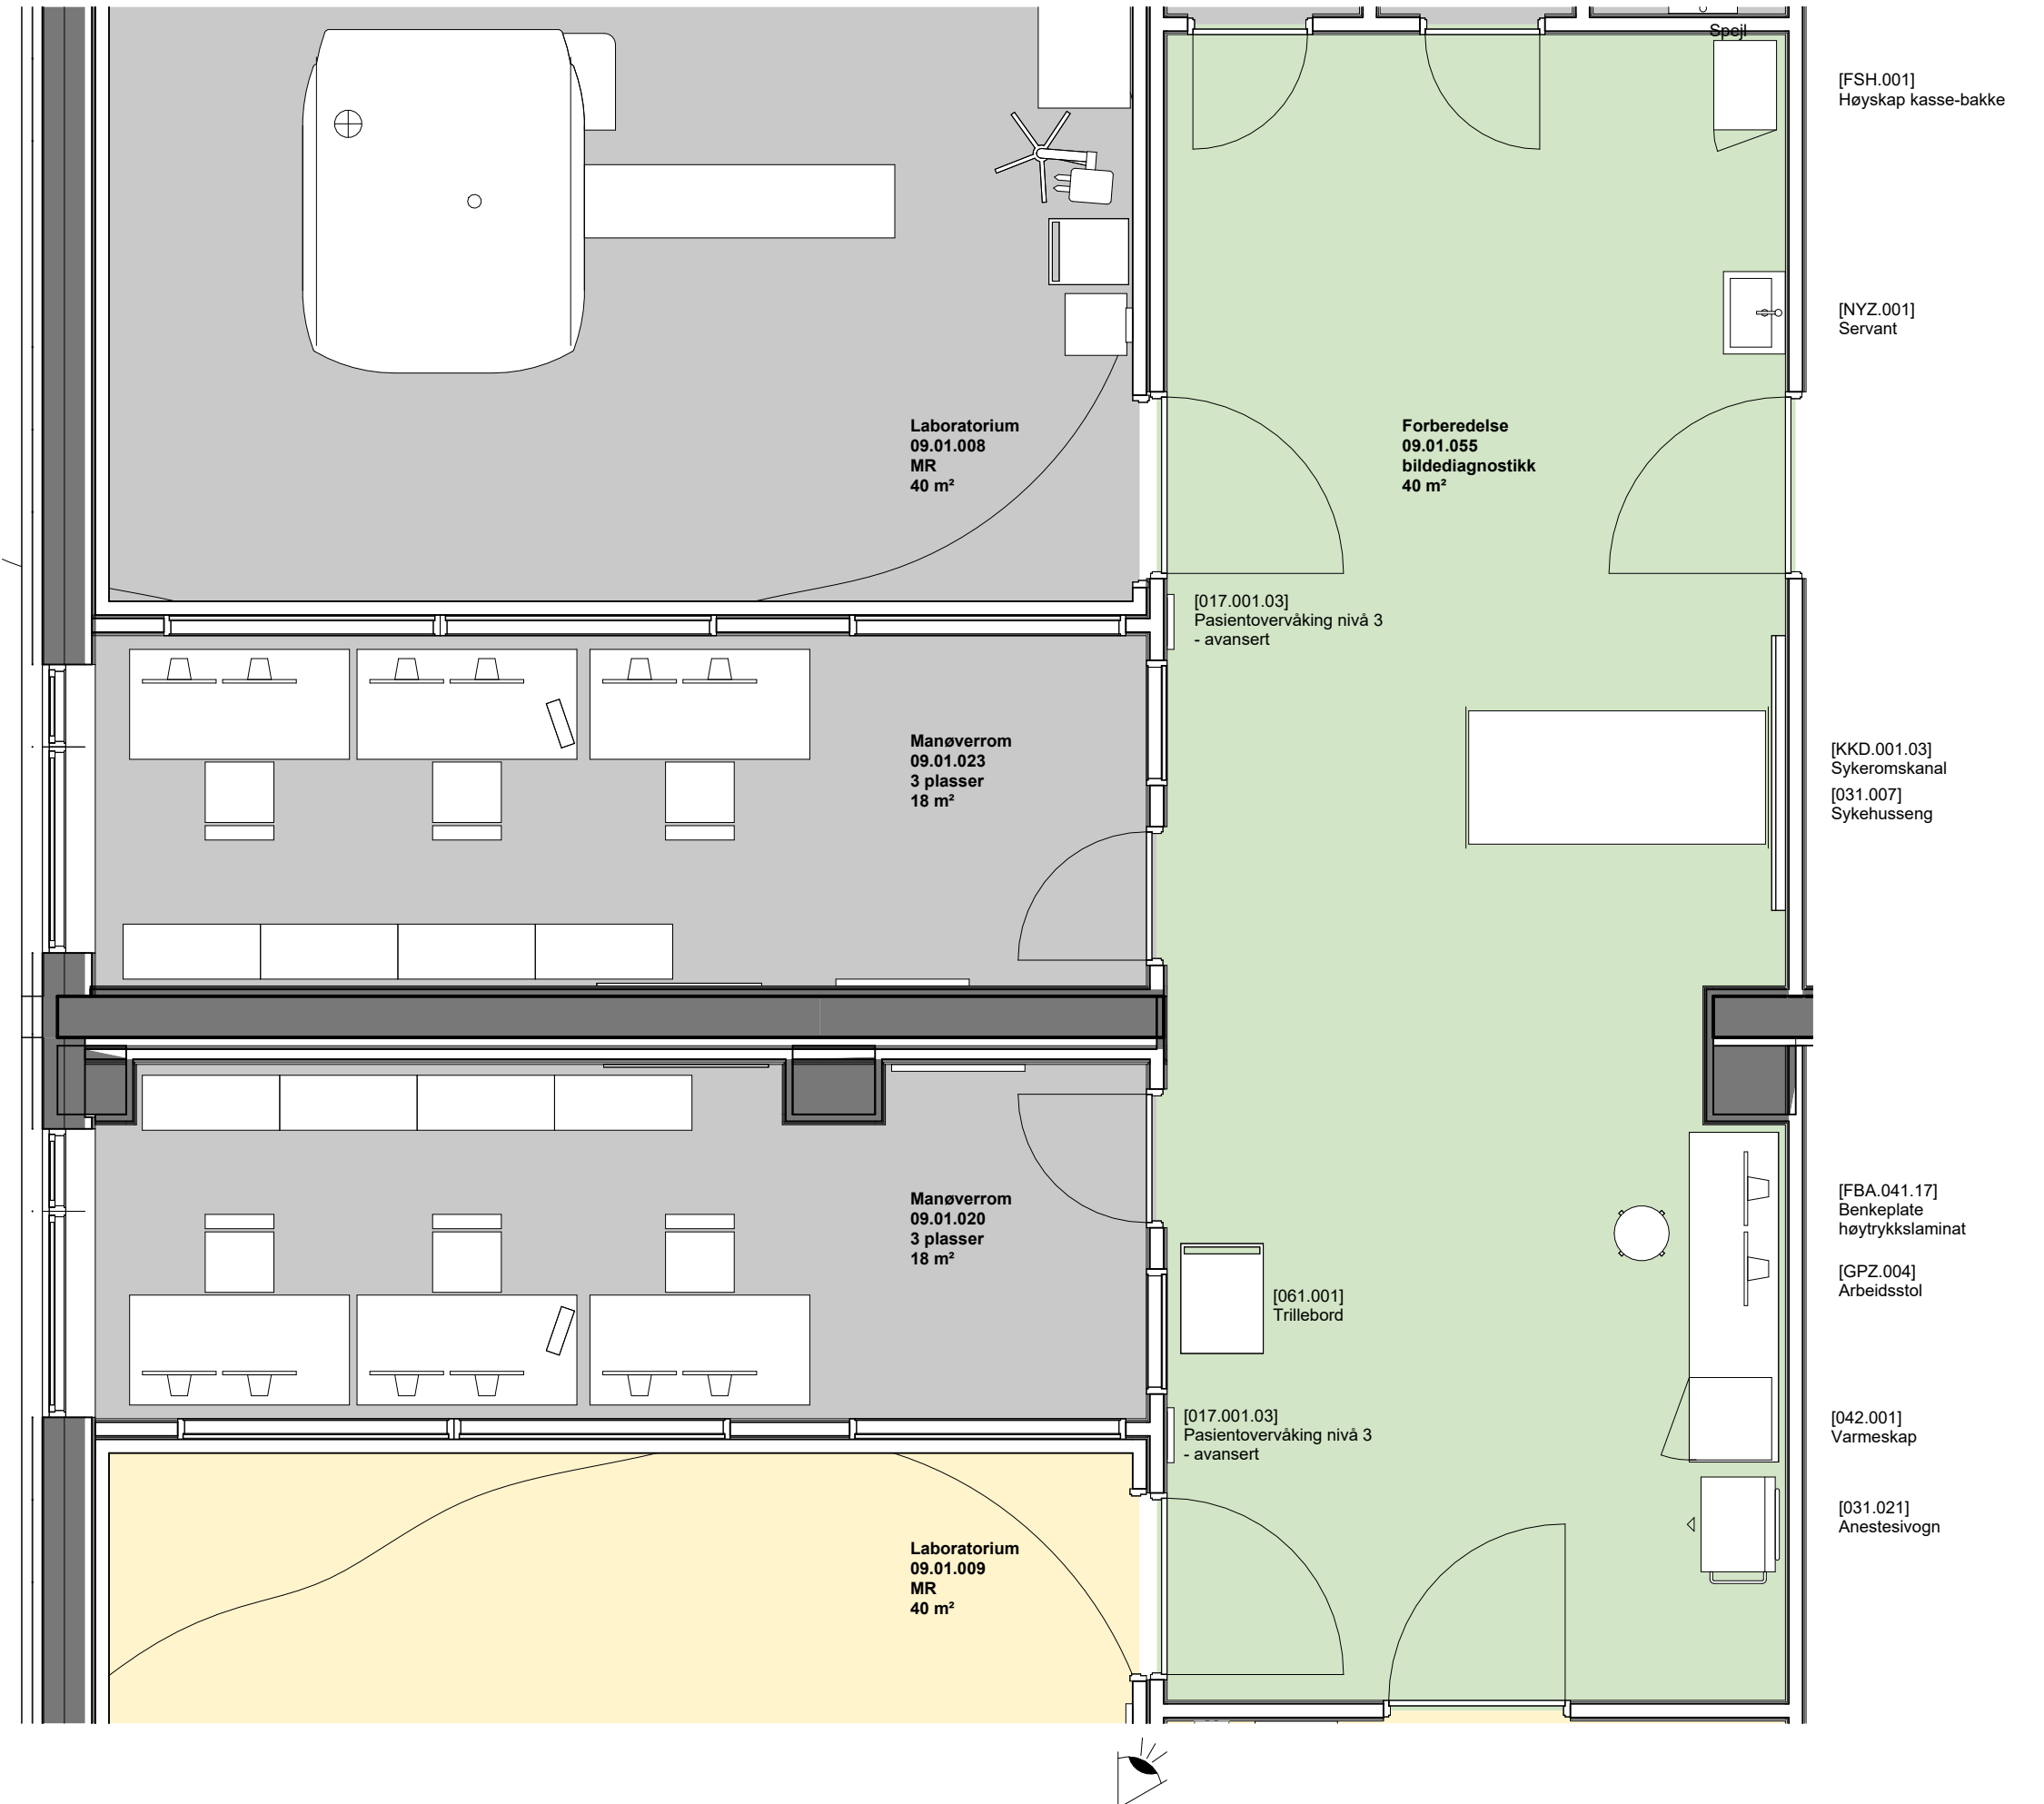 Spejl
[FSH.001]
Høyskap kasse-bakke
[NYZ.001]
Servant
Laboratorium
09.01.008
MR
40 m²
Forberedelse
09.01.055
bildediagnostikk
40 m²
[017.001.03]
Pasientovervåking nivå 3
- avansert
Manøverrom
09.01.023
3 plasser
18 m²
[KKD.001.03]
Sykeromskanal
[031.007]
Sykehusseng
Manøverrom
09.01.020
3 plasser
18 m²
[FBA.041.17]
Benkeplate
høytrykkslaminat
[GPZ.004]
Arbeidsstol
[061.001]
Trillebord
[017.001.03]
Pasientovervåking nivå 3
- avansert
[042.001]
Varmeskap
[031.021]
Anestesivogn
Laboratorium
09.01.009
MR
40 m²